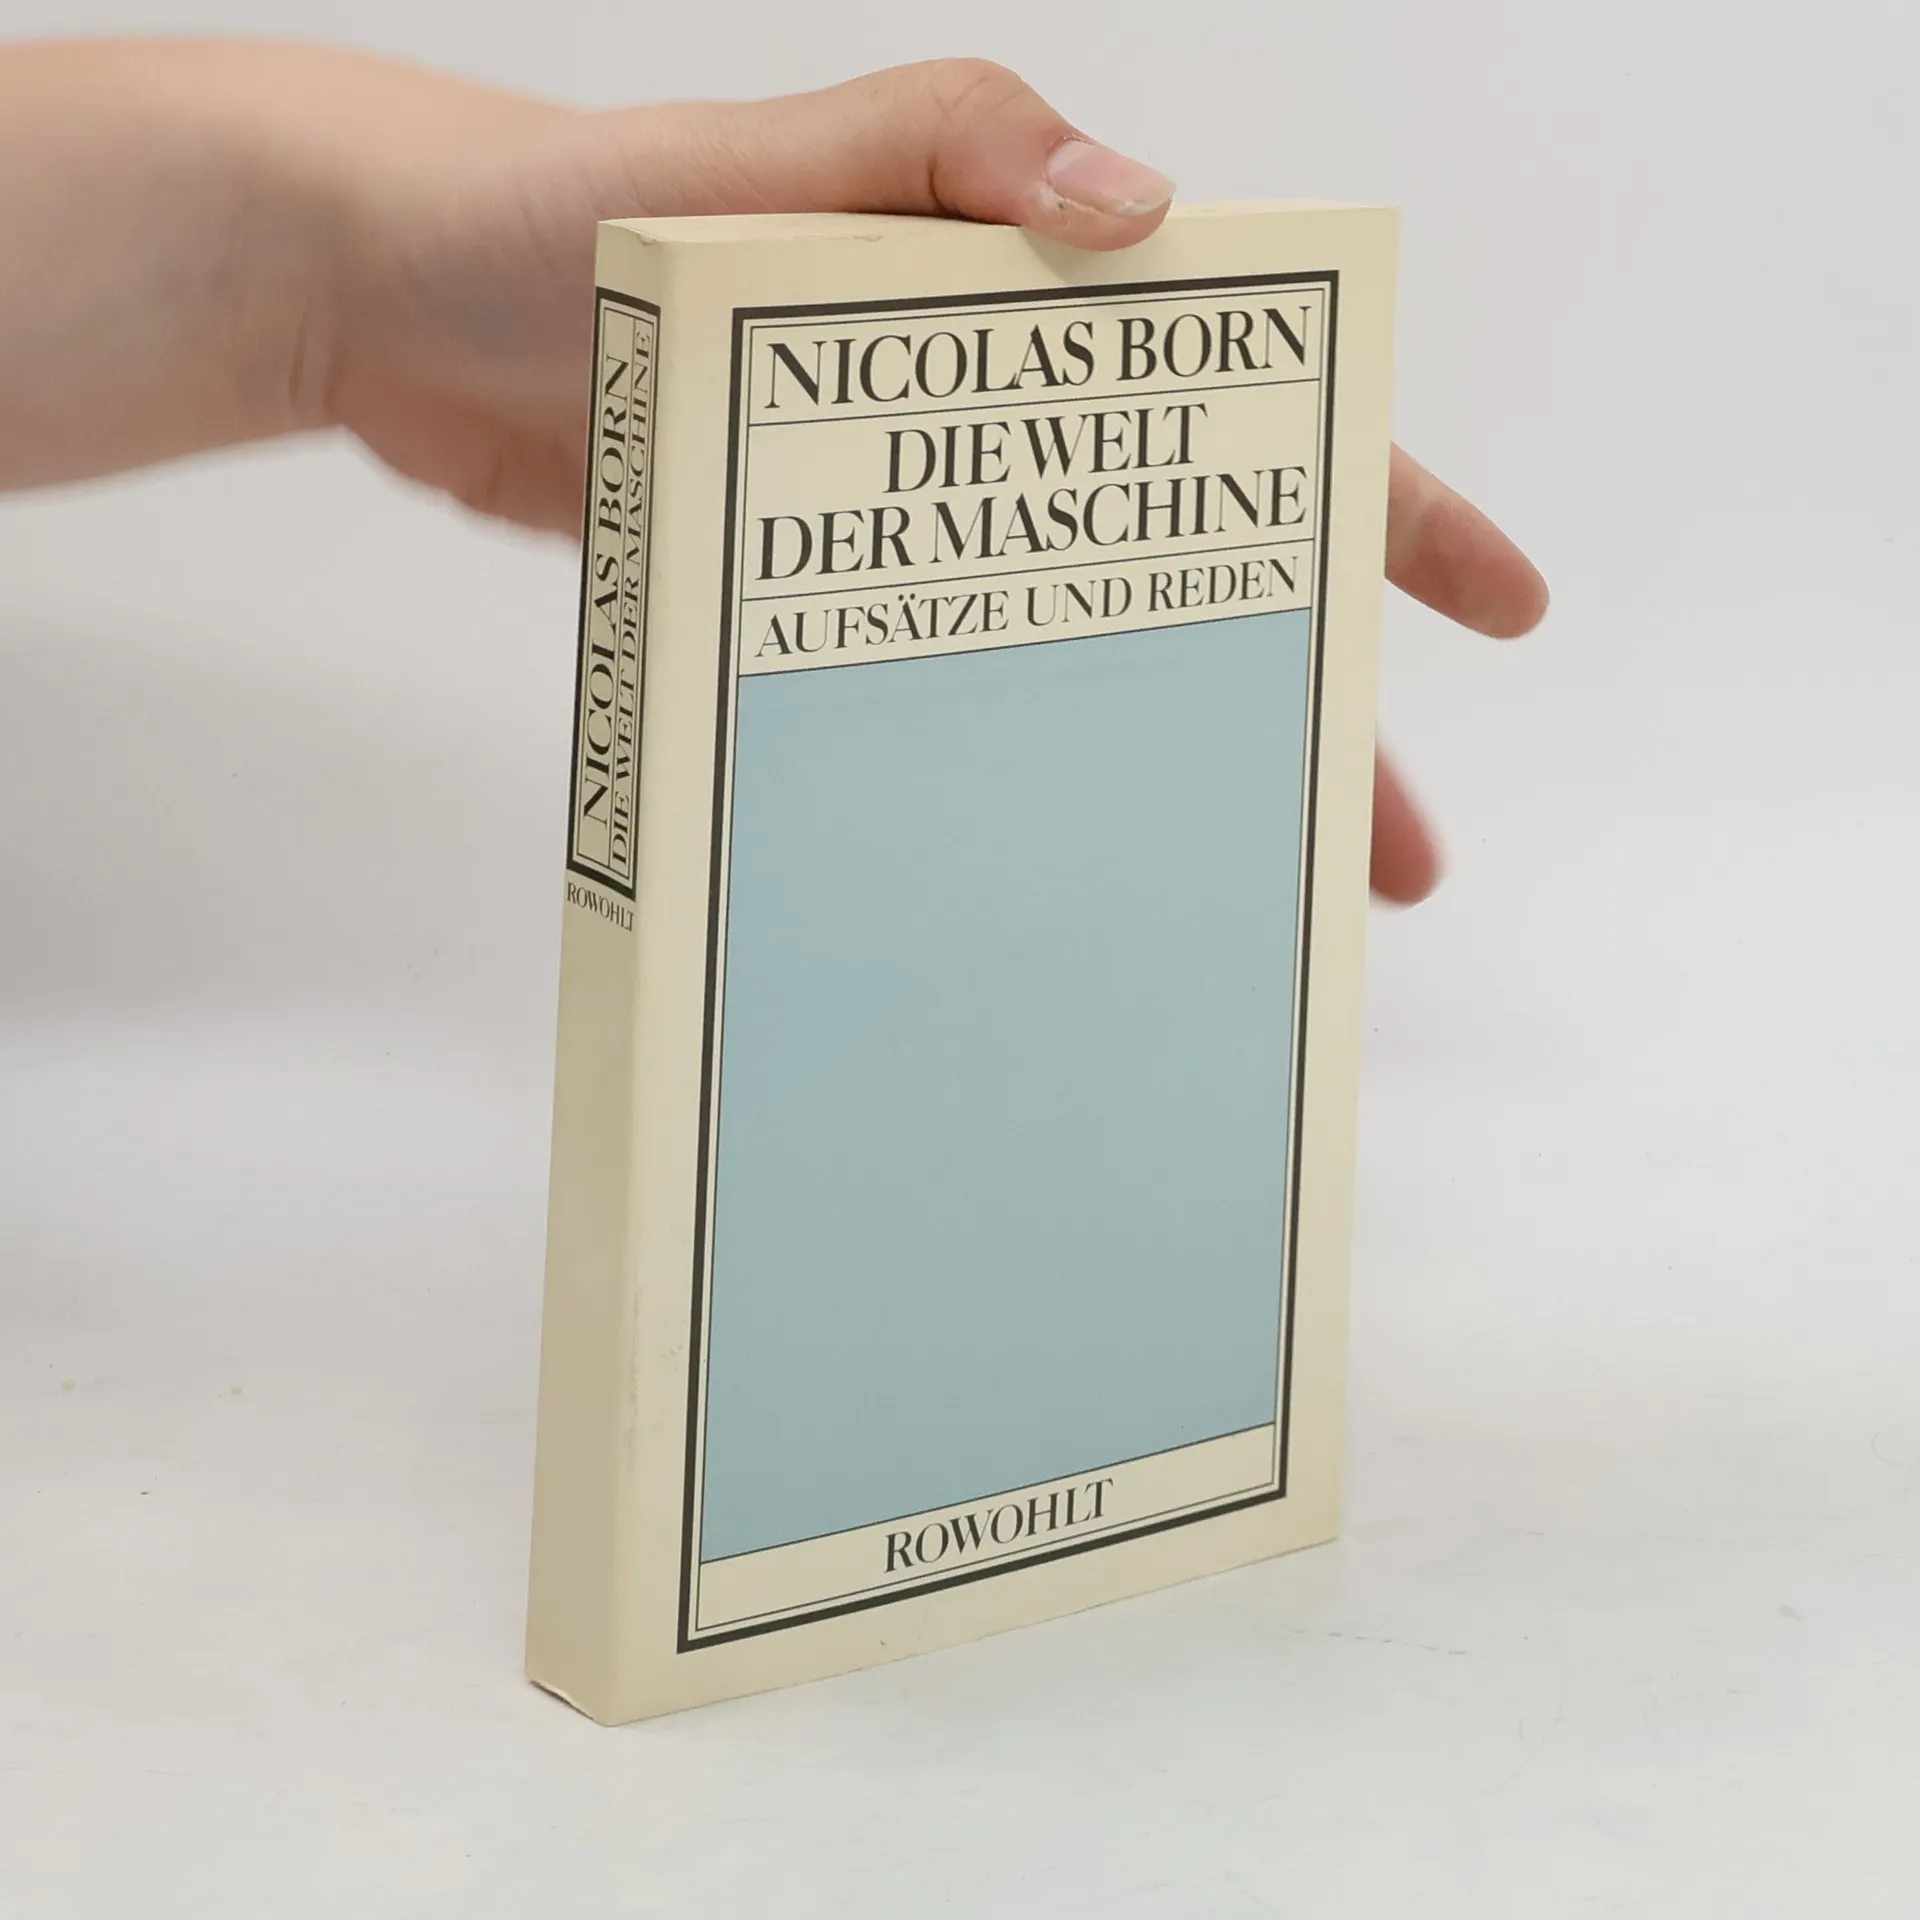 NICOLAS BORN
DIE WELT DER MASCHINE
ROWOHLT
NICOLAS BORN
DIE WELT
DER MASCHINE
AUFSÄTZE UND REDEN
ROWOHLT